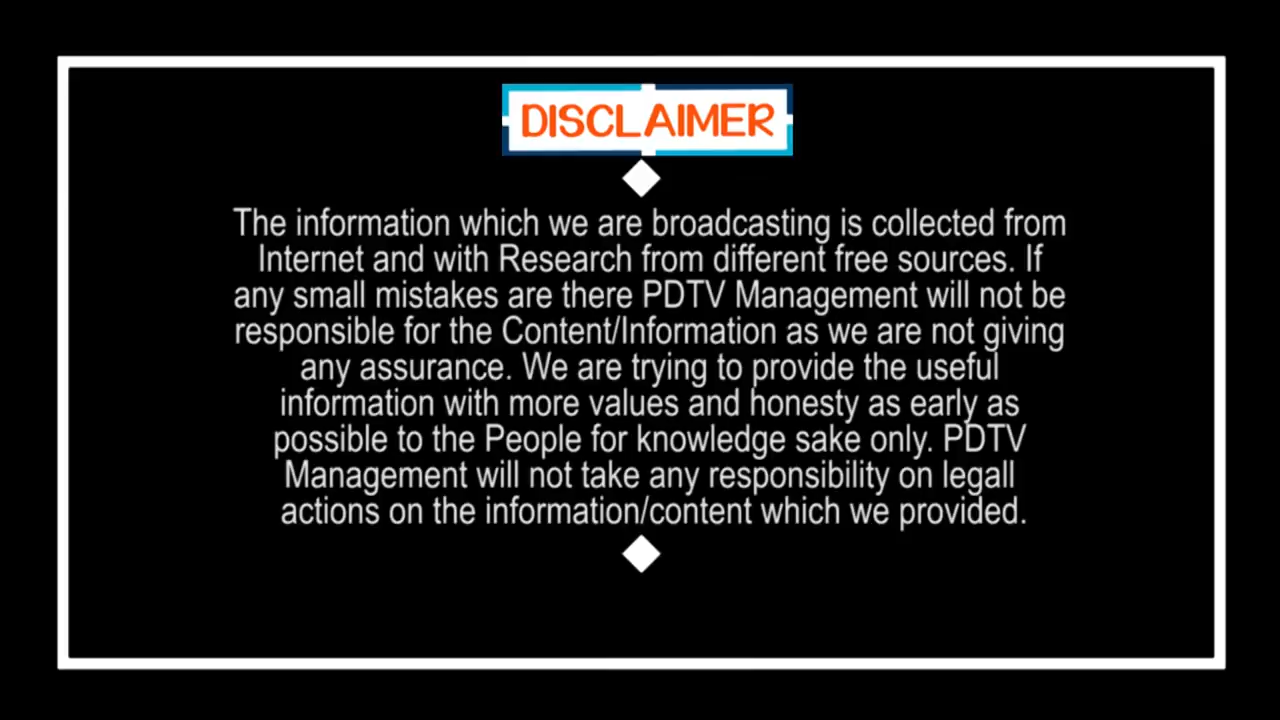 DISCLAIMER
The information which we are broadcasting is collected from
Internet and with Research from different free sources. If
any small mistakes are there PDTV Management will not be
responsible for the Content/Information as we are not giving
any assurance. We are trying to provide the useful
information with more values and honesty as early as
possible to the People for knowledge sake only. PDTV
Management will not take any responsibility on legall
actions on the information/content which we provided.